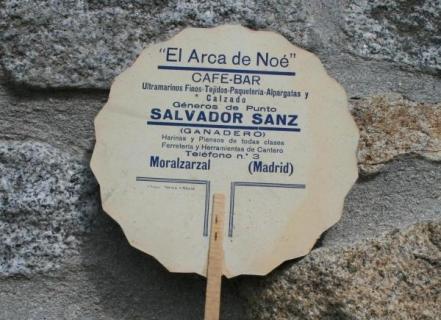 "El Arca de Noé"
CAFE-BAR
Ultramarinos Finos-Tejidos-Paquetería-Alpargatas y
Calzado
Géneros de Punto
SALVADOR SANZ
(GANADERO)
Harinas y Piensos de todas clases
Ferretería y Herramientas de Cantero
Teléfono n.º 3
Moralzarzal (Madrid)